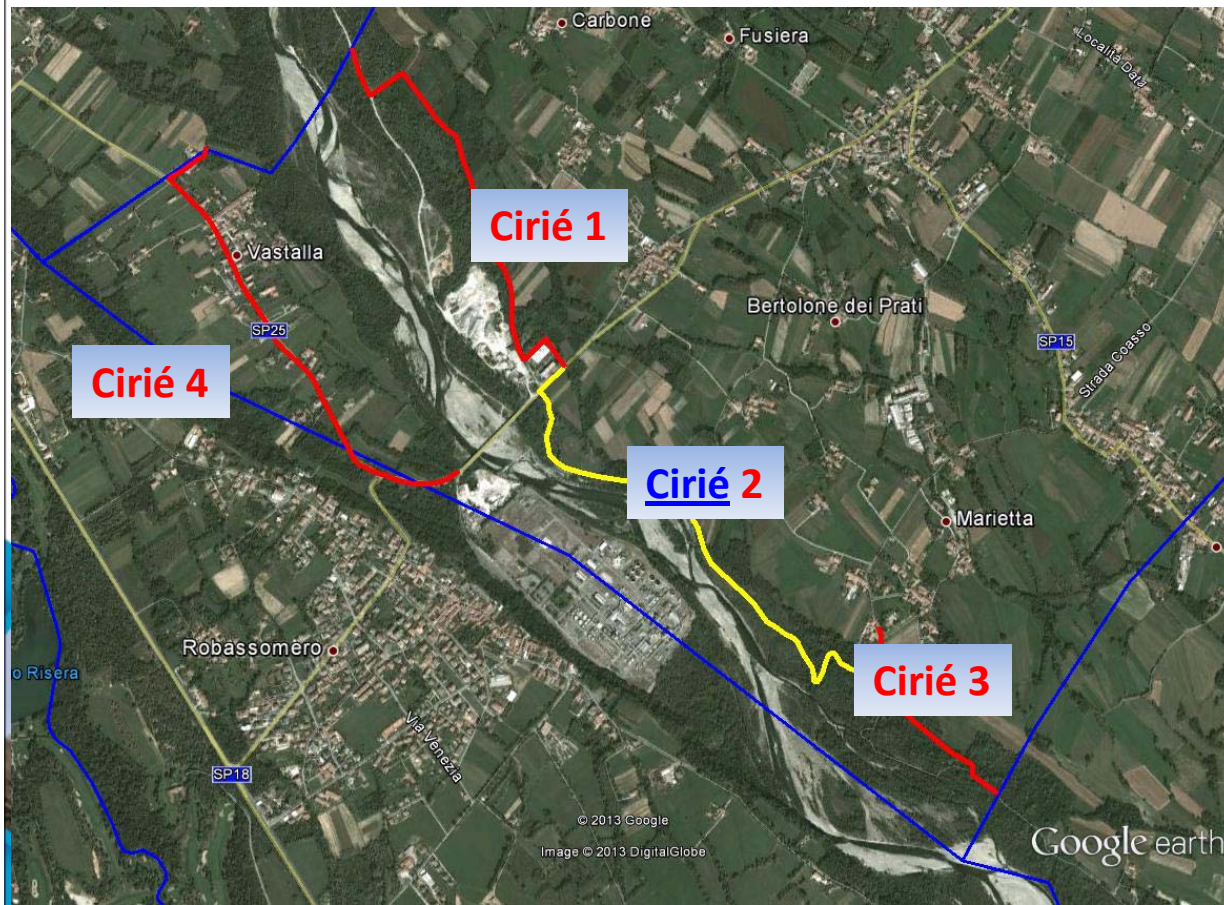 Carbone
Fusiera
Località Data
Cirié 1
Vastalla
Bertolone dei Prati
SP25
SP15
Strada Coasso
Cirié 4
Cirié 2
Marietta
Robassomero
o Risera
Cirié 3
Via Venezia
SP18
© 2013 Google
Image © 2013 DigitalGlobe
Google earth